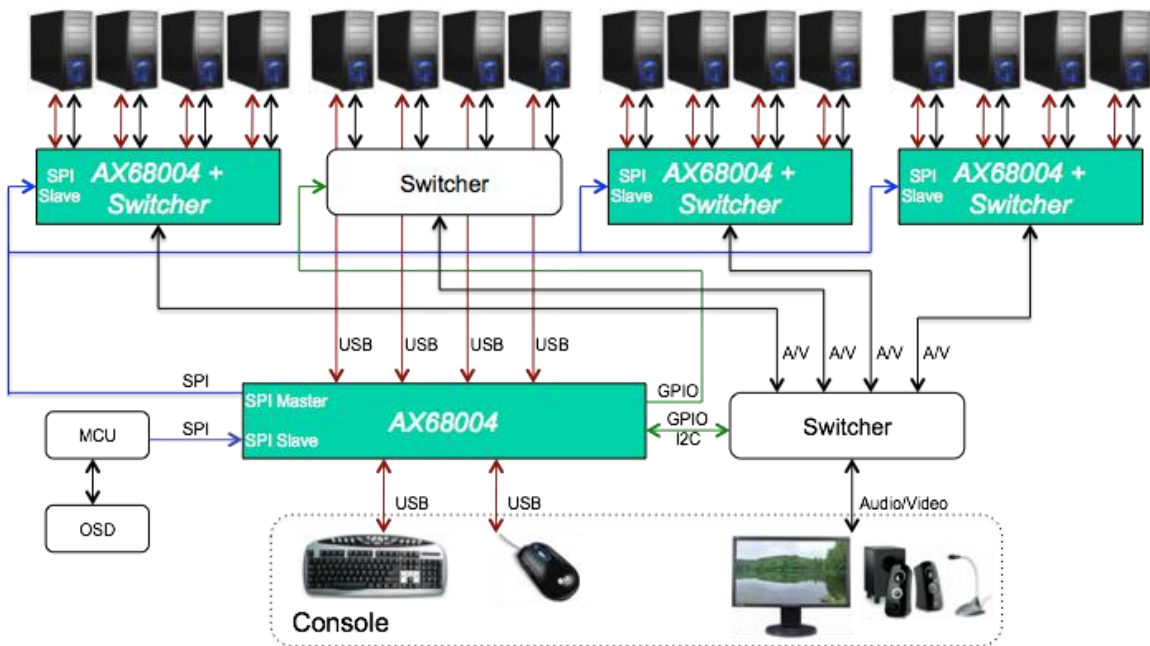 SPI
Slave
AX68004 +
Switcher
Switcher
SPI
Slave
AX68004 +
Switcher
SPI
Slave
AX68004 +
Switcher
USB
USB
USB
USB
A/V
A/V
A/V
A/V
SPI
SPI Master
AX68004
GPIO
MCU
SPI
SPI Slave
GPIO
I2C
Switcher
OSD
USB
USB
Audio/Video
Console